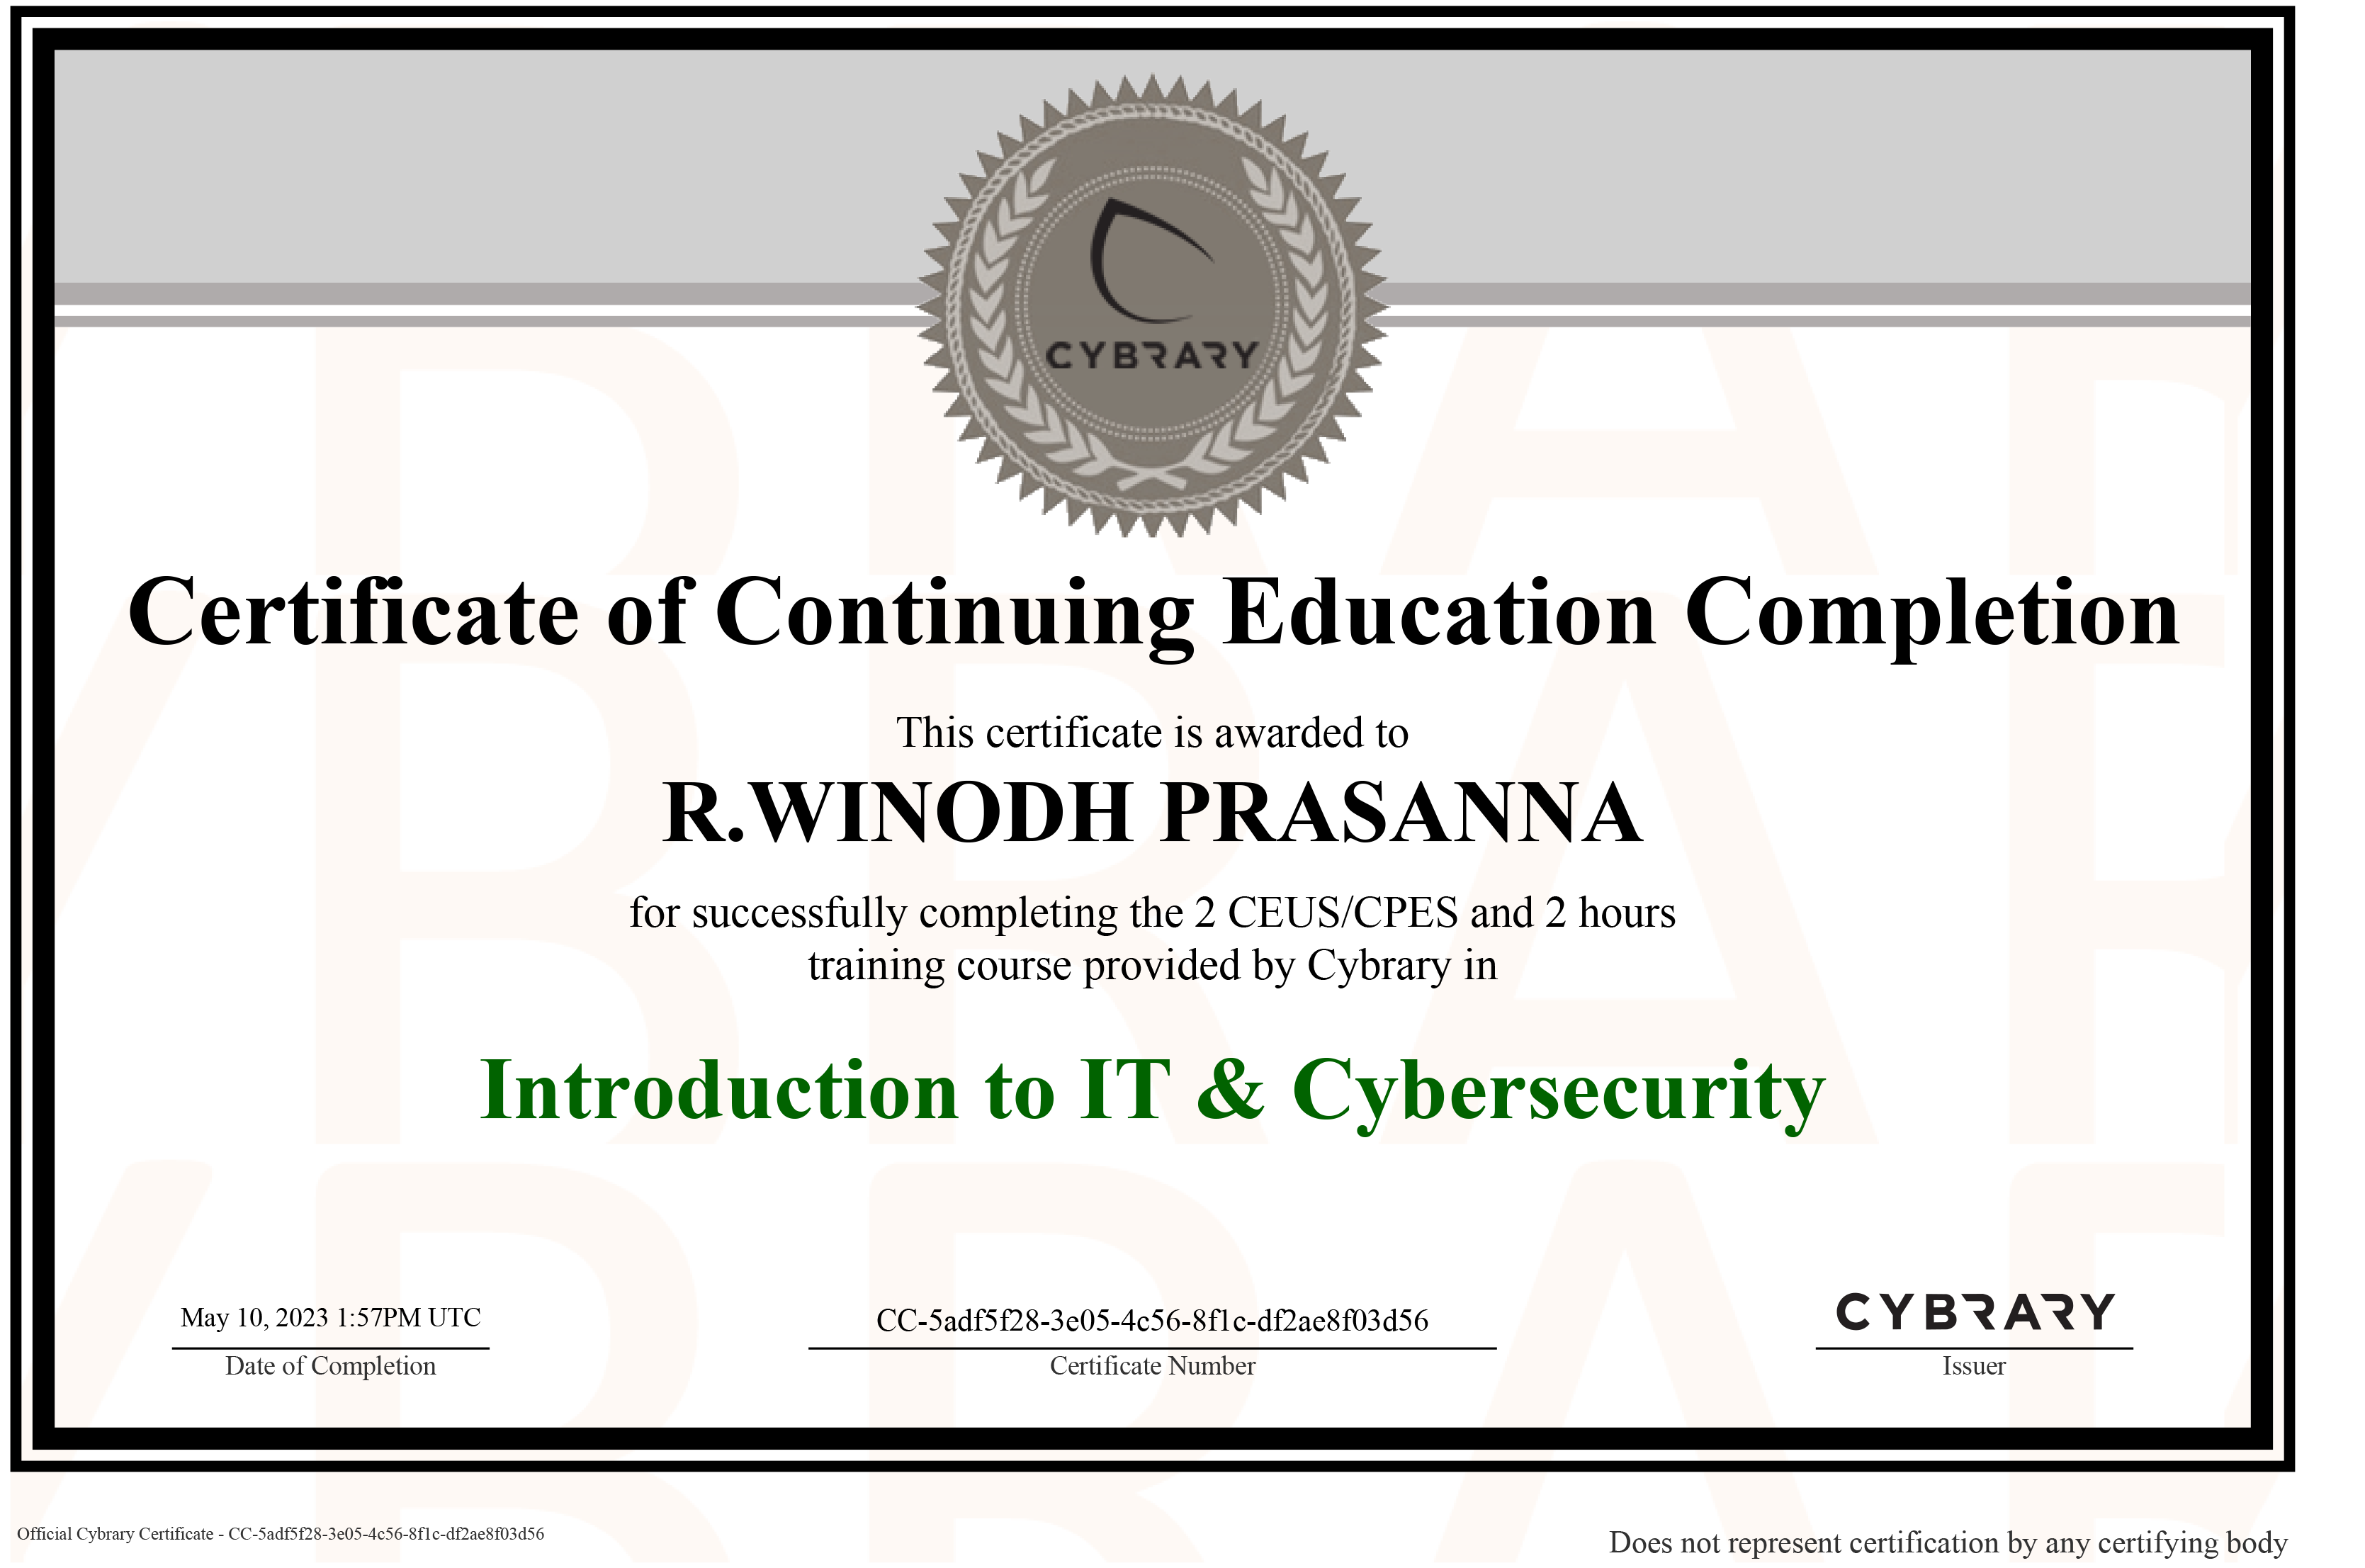 CYBRARY
Certificate of Continuing Education Completion
This certificate is awarded to
R.WINODH PRASANNA
for successfully completing the 2 CEUS/CPES and 2 hours
training course provided by Cybrary in
Introduction to IT & Cybersecurity
May 10, 2023 1:57PM UTC
Date of Completion
CC-5adf5f28-3e05-4c56-8f1c-df2ae8f03d56
Certificate Number
CYBRARY
Issuer
Official Cybrary Certificate - CC-5adf5f28-3e05-4c56-8f1c-df2ae8f03d56
Does not represent certification by any certifying body